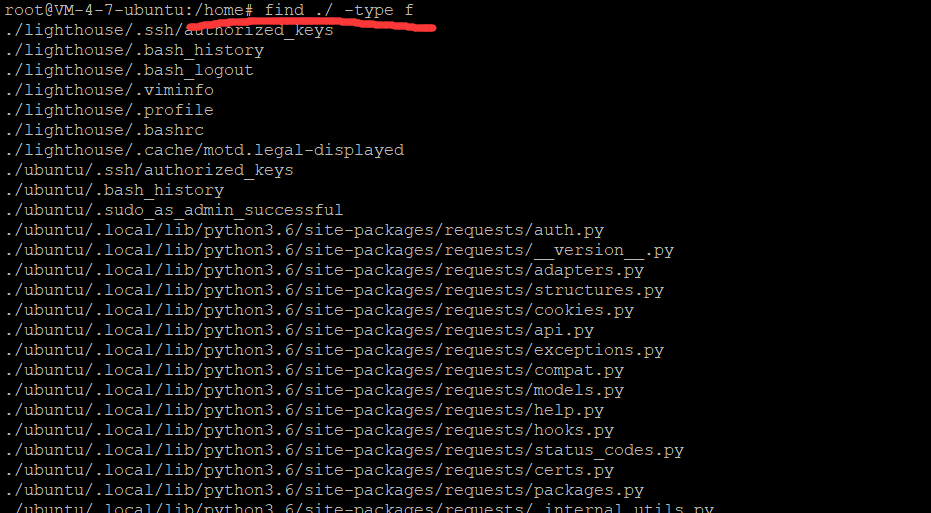 root@VM-4-7-ubuntu:/home# find ./ -type f
./lighthouse/.ssh/authorized_keys
./lighthouse/.bash_history
./lighthouse/.bash_logout
./lighthouse/.viminfo
./lighthouse/.profile
./lighthouse/.bashrc
./lighthouse/.cache/motd.legal-displayed
./ubuntu/.ssh/authorized_keys
./ubuntu/.bash_history
./ubuntu/.sudo_as_admin_successful
./ubuntu/.local/lib/python3.6/site-packages/requests/auth.py
./ubuntu/.local/lib/python3.6/site-packages/requests/__version__.py
./ubuntu/.local/lib/python3.6/site-packages/requests/adapters.py
./ubuntu/.local/lib/python3.6/site-packages/requests/structures.py
./ubuntu/.local/lib/python3.6/site-packages/requests/cookies.py
./ubuntu/.local/lib/python3.6/site-packages/requests/api.py
./ubuntu/.local/lib/python3.6/site-packages/requests/exceptions.py
./ubuntu/.local/lib/python3.6/site-packages/requests/compat.py
./ubuntu/.local/lib/python3.6/site-packages/requests/models.py
./ubuntu/.local/lib/python3.6/site-packages/requests/help.py
./ubuntu/.local/lib/python3.6/site-packages/requests/hooks.py
./ubuntu/.local/lib/python3.6/site-packages/requests/status_codes.py
./ubuntu/.local/lib/python3.6/site-packages/requests/certs.py
./ubuntu/.local/lib/python3.6/site-packages/requests/packages.py
./ubuntu/.local/lib/python3.6/site-packages/requests/_internal_utils.py